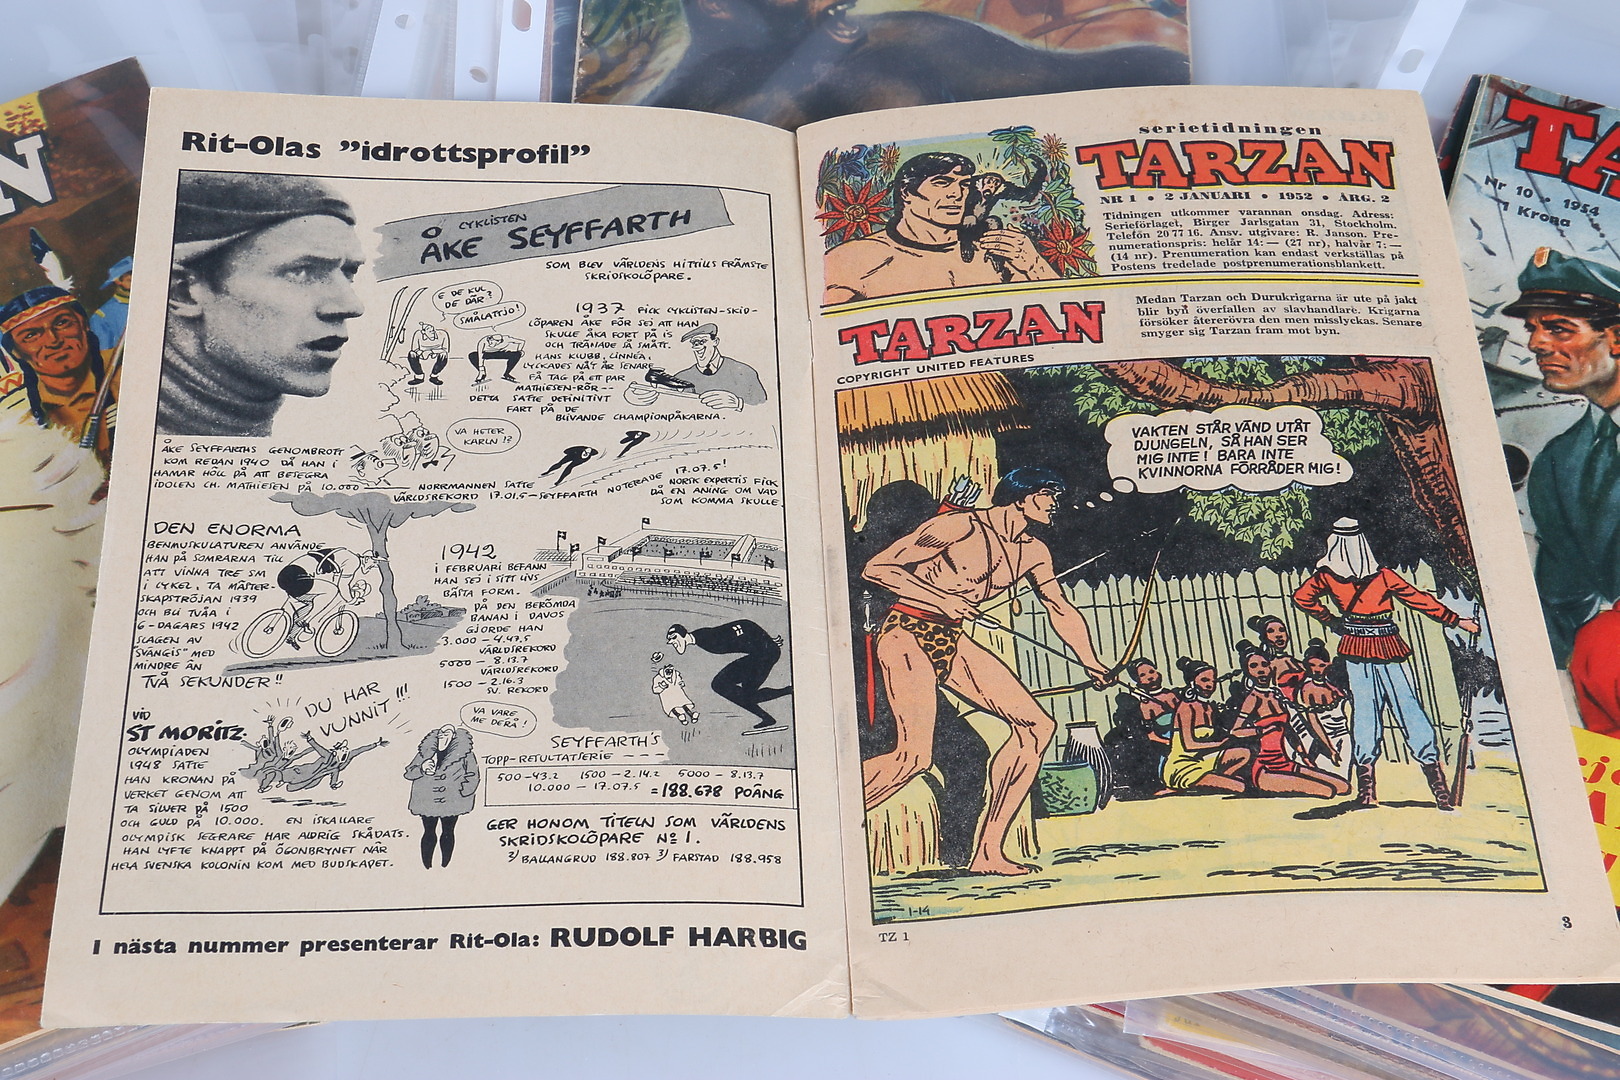 Rit-Olas ”idrottsprofil”
CYKLISTEN
ÅKE SEYFFARTH
SOM BLEV VÄRLDENS HITTILLS FRÄMSTE
SKRIDSKOLÖPARE.
E DE KUL
DE DÄR?
SMÅLATTJO!
1937 FICK CYKLISTEN-SKID-
LÖPAREN ÅKE FÖR SEJ ATT HAN
SKULLE ÅKA FORT PÅ IS
OCH TRÄNADE SÅ SMÅTT.
HANS KLUBB, LINNÉA,
LYCKADES NÅT ÅR SENARE
FÅ TAG PÅ ETT PAR
MATHIESEN-RÖR --
DETTA SATTE DEFINITIVT
FART PÅ DE
BLIVANDE CHAMPIONPÅKARNA.
VA HETER
KARLN!?
ÅKE SEYFFARTHS GENOMBROTT
KOM REDAN 1940 DÅ HAN I
HAMAR HÖLL PÅ ATT BESEGRA
IDOLEN CH. MATHIESEN PÅ 10.000
NORRMANNEN SATTE
VÄRLDSREKORD 17.01.5 – SEYFFARTH NOTERADE 17.07.5!
NORSK EXPERTIS FICK
DÅ EN ANING OM VAD
SOM KOMMA SKULLE
DEN ENORMA
BENMUSKULATUREN ANVÄNDE
HAN PÅ SOMRARNA TILL
ATT VINNA TRE SM
I CYKEL, TA MÄSTER-
SKAPSTRÖJAN 1939
OCH BLI TVÅA I
6-DAGARS 1942
SLAGEN AV
"SVÄNGIS" MED
MINDRE ÄN
TVÅ SEKUNDER!!
1942
I FEBRUARI BEFANN
HAN SEJ I SITT LIVS
BÄSTA FORM.
PÅ DEN BERÖMDA
BANAN I DAVOS
GJORDE HAN
3.000 – 4.47.5
VÄRLDSREKORD
5000 – 8.13.7
VÄRLDSREKORD
1500 – 2.16.3
SV. REKORD
VID
ST MORITZ-
OLYMPIADEN
1948 SATTE
HAN KRONAN PÅ
VERKET GENOM ATT
TA SILVER PÅ 1500
OCH GULD PÅ 10.000. EN ISKALLARE
OLYMPISK SEGRARE HAR ALDRIG SKÅDATS.
HAN LYFTE KNAPPT PÅ ÖGONBRYNET NÄR
HELA SVENSKA KOLONIN KOM MED BUDSKAPET.
DU HAR
VUNNIT!!!
VA VARE
ME DERÅ!
SEYFFARTH'S
TOPP-RESULTATSERIE
500-43.2 1500 – 2.14.2 5000 – 8.13.7
10.000 – 17.07.5 = 188.678 POÄNG
GER HONOM TITELN SOM VÄRLDENS
SKRIDSKOLÖPARE No 1.
2) BALLANGRUD 188.807 3) FARSTAD 188.958
I nästa nummer presenterar Rit-Ola: RUDOLF HARBIG
serietidningen
TARZAN
NR 1 • 2 JANUARI • 1952 • ÅRG. 2
Tidningen utkommer varannan onsdag. Adress:
Serieförlaget, Birger Jarlsgatan 31, Stockholm.
Telefon 20 77 16. Ansv. utgivare: R. Janson. Pre-
numerationspris: helår 14:— (27 nr), halvår 7:—
(14 nr). Prenumeration kan endast verkställas på
Postens tredelade postprenumerationsblankett.
TARZAN
COPYRIGHT UNITED FEATURES
Medan Tarzan och Durukrigarna är ute på jakt
blir byn överfallen av slavhandlare. Krigarna
försöker återerövra den men misslyckas. Senare
smyger sig Tarzan fram mot byn.
VAKTEN STÅR VÄND UTÅT
DJUNGELN, SÅ HAN SER
MIG INTE! BARA INTE
KVINNORNA FÖRRÅDER MIG!
1-14
TZ 1
3
N
TA
Nr 10 • 1954
1 Krona